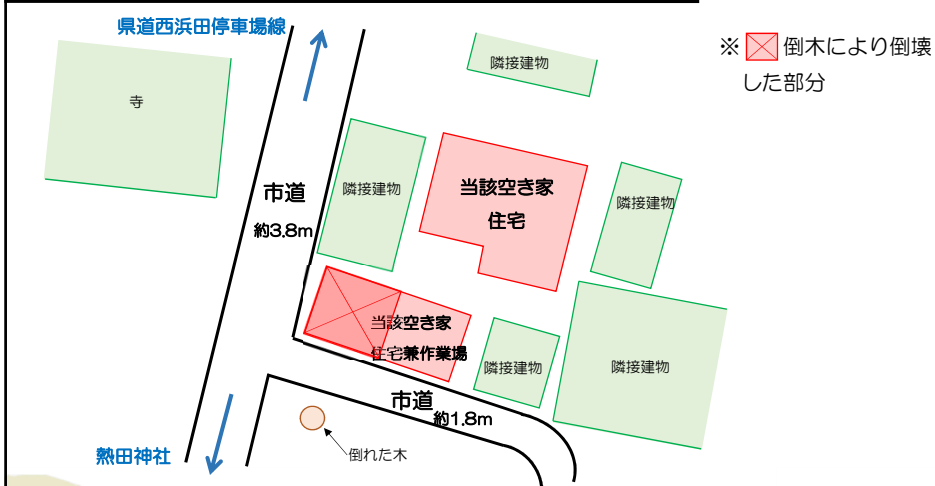 県道西浜田停車場線
※ 倒木により倒壊
した部分
隣接建物
寺
隣接建物
当該空き家
住宅
隣接建物
市道
約3.8m
当該空き家
住宅兼作業場
隣接建物
隣接建物
市道
約1.8m
倒れた木
熱田神社